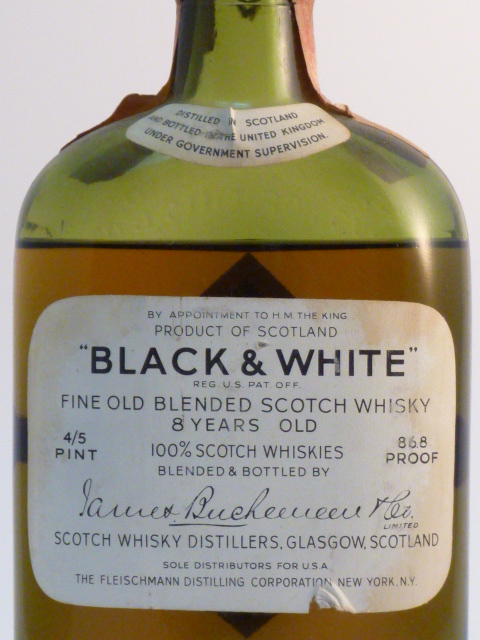 DISTILLED IN SCOTLAND
AND BOTTLED IN THE UNITED KINGDOM
UNDER GOVERNMENT SUPERVISION.
BY APPOINTMENT TO H.M. THE KING
PRODUCT OF SCOTLAND
"BLACK & WHITE"
REG. U.S. PAT. OFF.
FINE OLD BLENDED SCOTCH WHISKY
8 YEARS OLD
4/5 PINT
100% SCOTCH WHISKIES
86.8 PROOF
BLENDED & BOTTLED BY
James Buchanan & Co.
LIMITED
SCOTCH WHISKY DISTILLERS, GLASGOW, SCOTLAND
SOLE DISTRIBUTORS FOR U.S.A.
THE FLEISCHMANN DISTILLING CORPORATION NEW YORK, N.Y.